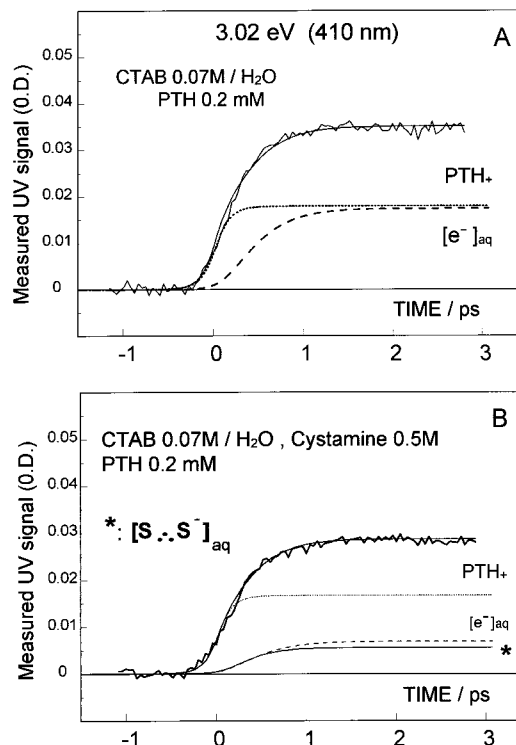 3.02 eV (410 nm)
A
CTAB 0.07M / H₂O
PTH 0.2 mM
PTH₊
[e⁻]aq
TIME / ps
Measured UV signal (0.D.)
0.05
0.04
0.03
0.02
0.01
0
-1 0 1 2 3
B
CTAB 0.07M / H₂O , Cystamine 0.5M
PTH 0.2 mM
*: [S ∴ S⁻]aq
PTH₊
[e⁻]aq
*
TIME / ps
Measured UV signal (0.D.)
0.05
0.04
0.03
0.02
0.01
0
-1 0 1 2 3